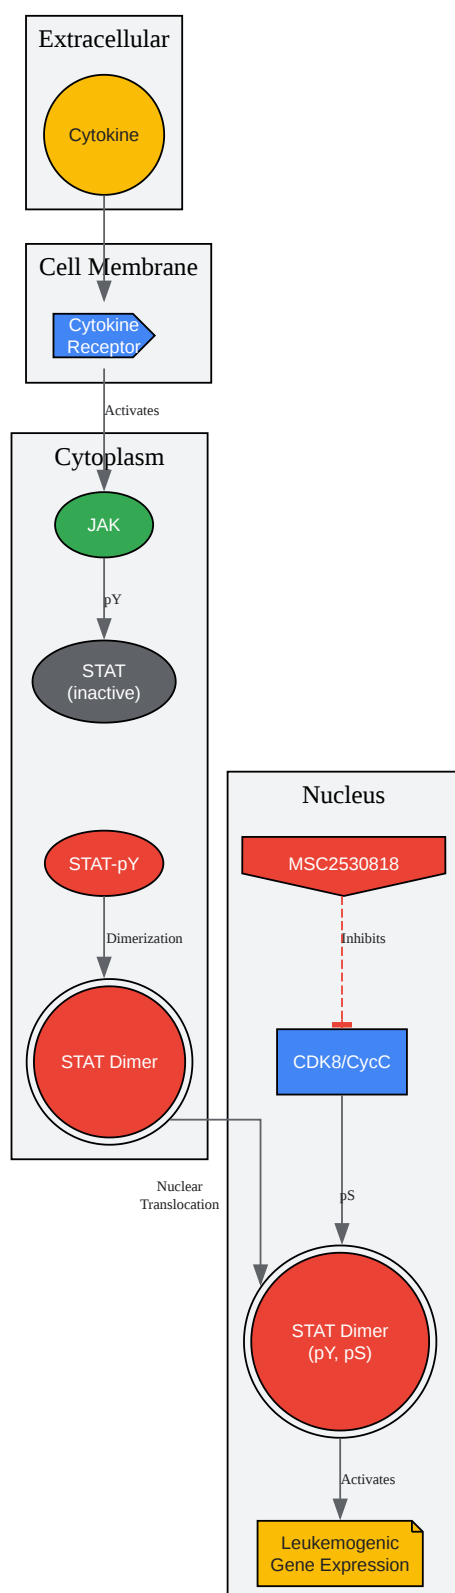 Extracellular
Cytokine
Cell Membrane
Cytokine
Receptor
Activates
Cytoplasm
JAK
pY
STAT
(inactive)
STAT-pY
Dimerization
STAT Dimer
Nuclear
Translocation
Nucleus
MSC2530818
Inhibits
CDK8/CycC
pS
STAT Dimer
(pY, pS)
Activates
Leukemogenic
Gene Expression